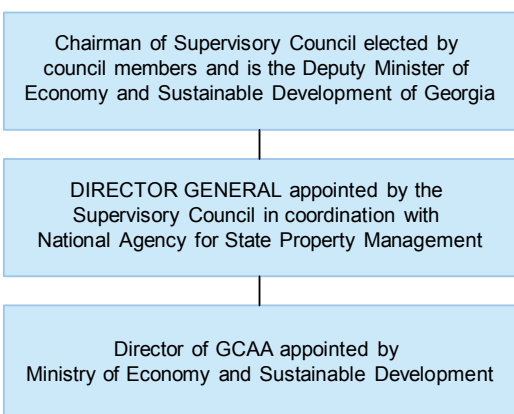 Chairman of Supervisory Council elected by
council members and is the Deputy Minister of
Economy and Sustainable Development of Georgia
DIRECTOR GENERAL appointed by the
Supervisory Council in coordination with
National Agency for State Property Management
Director of GCAA appointed by
Ministry of Economy and Sustainable Development